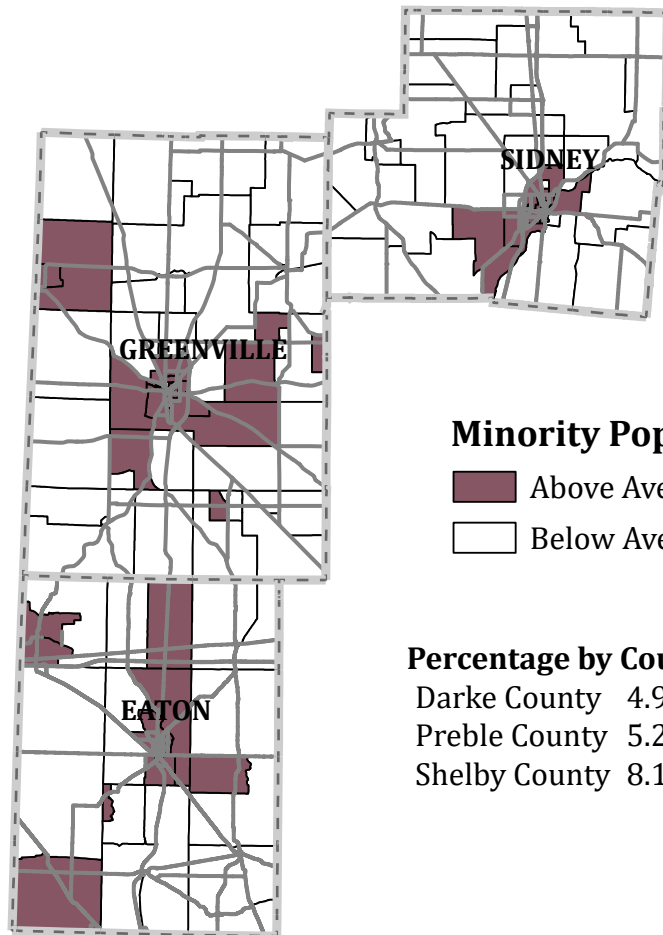 SIDNEY
GREENVILLE
Minority Pop
Above Ave
Below Ave
Percentage by Cou
Darke County 4.9
Preble County 5.2
Shelby County 8.1
EATON